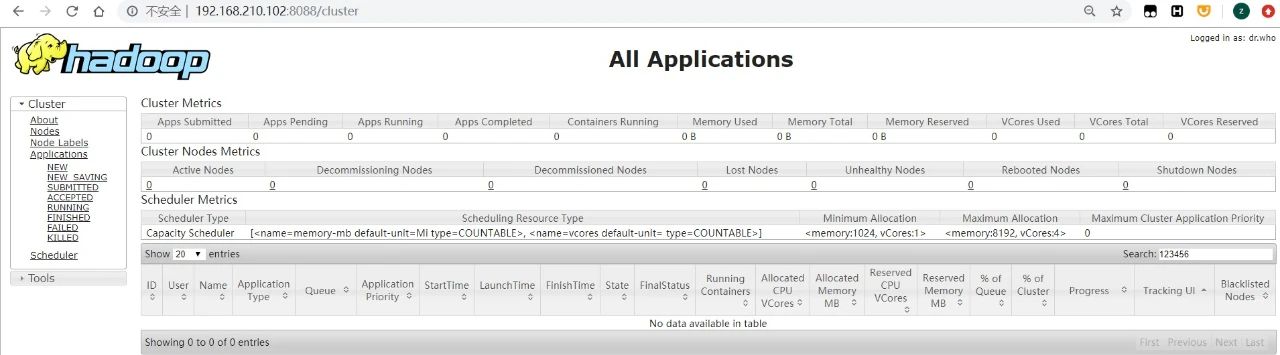 不安全 | 192.168.210.102:8088/cluster
z
hadoop
All Applications
Logged in as: dr.who
Cluster
About
Nodes
Node Labels
Applications
NEW
NEW_SAVING
SUBMITTED
ACCEPTED
RUNNING
FINISHED
FAILED
KILLED
Scheduler
Tools
Cluster Metrics
Apps Submitted Apps Pending Apps Running Apps Completed Containers Running Memory Used Memory Total Memory Reserved VCores Used VCores Total VCores Reserved
0 0 0 0 0 0 B 0 B 0 B 0 0 0
Cluster Nodes Metrics
Active Nodes Decommissioning Nodes Decommissioned Nodes Lost Nodes Unhealthy Nodes Rebooted Nodes Shutdown Nodes
0 0 0 0 0 0 0
Scheduler Metrics
Scheduler Type Scheduling Resource Type Minimum Allocation Maximum Allocation Maximum Cluster Application Priority
Capacity Scheduler [<name=memory-mb default-unit=Mi type=COUNTABLE>, <name=vcores default-unit= type=COUNTABLE>] <memory:1024, vCores:1> <memory:8192, vCores:4> 0
Show 20 entries Search: 123456
ID User Name Application Type Queue Application Priority StartTime LaunchTime FinishTime State FinalStatus Running Containers Allocated CPU VCores Allocated Memory MB Reserved CPU VCores Reserved Memory MB % of Queue % of Cluster Progress Tracking UI Blacklisted Nodes
No data available in table
Showing 0 to 0 of 0 entries First Previous Next Last